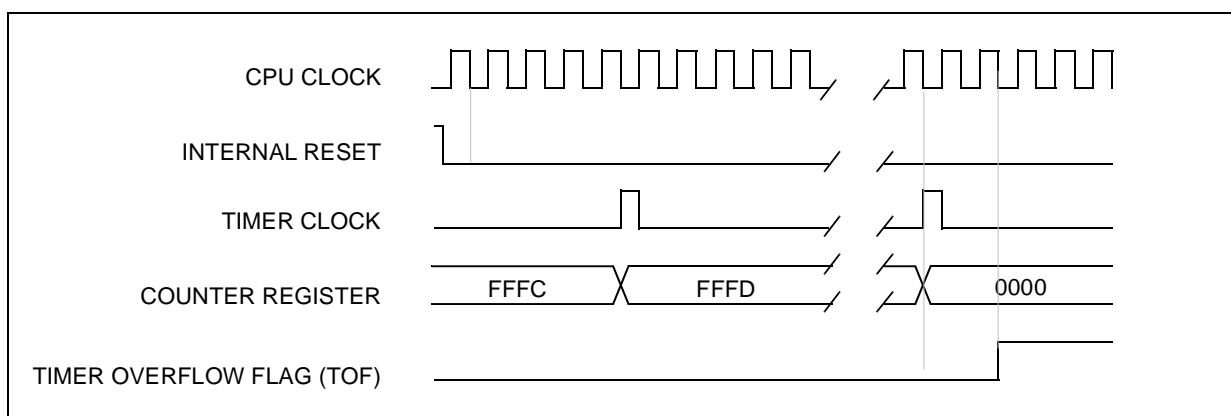 CPU CLOCK
INTERNAL RESET
TIMER CLOCK
COUNTER REGISTER FFFC FFFD 0000
TIMER OVERFLOW FLAG (TOF)